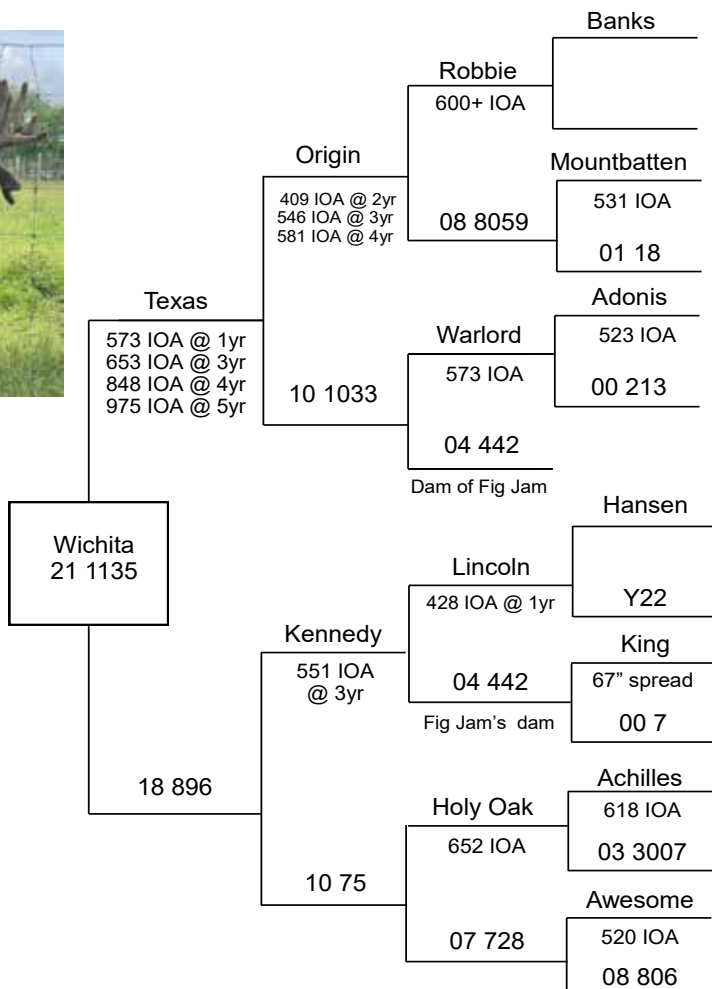 Banks
Robbie
600+ IOA
Origin
Mountbatten
409 IOA @ 2yr
546 IOA @ 3yr
581 IOA @ 4yr
531 IOA
08 8059
01 18
Texas
Adonis
573 IOA @ 1yr
653 IOA @ 3yr
848 IOA @ 4yr
975 IOA @ 5yr
Warlord
523 IOA
573 IOA
10 1033
00 213
04 442
Dam of Fig Jam
Hansen
Wichita
21 1135
Lincoln
428 IOA @ 1yr
Y22
Kennedy
King
551 IOA
@ 3yr
04 442
67” spread
Fig Jam’s dam
00 7
18 896
Achilles
Holy Oak
618 IOA
652 IOA
03 3007
10 75
Awesome
07 728
520 IOA
08 806